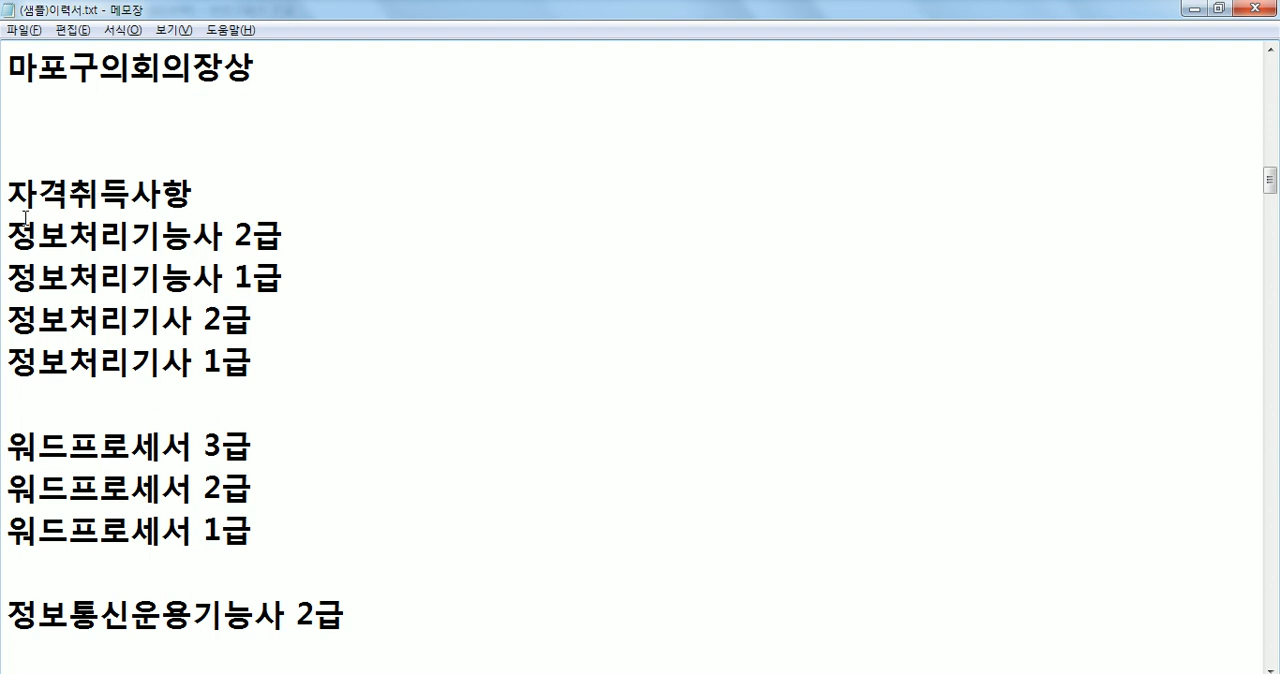 (샘플)이력서.txt - 메모장
파일(F) 편집(E) 서식(O) 보기(V) 도움말(H)
마포구의회의장상
자격취득사항
정보처리기능사 2급
정보처리기능사 1급
정보처리기사 2급
정보처리기사 1급
워드프로세서 3급
워드프로세서 2급
워드프로세서 1급
정보통신운용기능사 2급